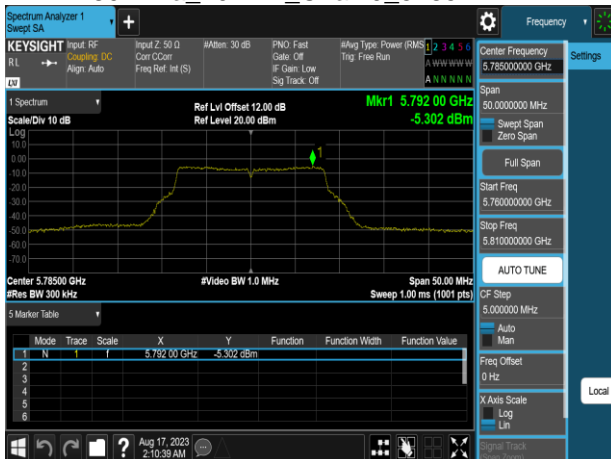 Spectrum Analyzer 1
Swept SA
+
Frequency
KEYSIGHT
RL
LXI
Input: RF
Coupling: DC
Align: Auto
Input Z: 50 Ω
Corr CCorr
Freq Ref: Int (S)
#Atten: 30 dB
PNO: Fast
Gate: Off
IF Gain: Low
Sig Track: Off
#Avg Type: Power (RMS
Trig: Free Run
1 2 3 4 5 6
A WW WW W
A N N N N N
Center Frequency
5.785000000 GHz
Settings
Span
50.0000000 MHz
Swept Span
Zero Span
Full Span
Start Freq
5.760000000 GHz
Stop Freq
5.810000000 GHz
AUTO TUNE
CF Step
5.000000 MHz
Auto
Man
Freq Offset
0 Hz
X Axis Scale
Log
Lin
Signal Track
(Span Zoom)
Local
1 Spectrum
Scale/Div 10 dB
Ref Lvl Offset 12.00 dB
Ref Level 20.00 dBm
Mkr1 5.792 00 GHz
-5.302 dBm
Log
10.0
0.00
-10.0
-20.0
-30.0
-40.0
-50.0
-60.0
-70.0
1
Center 5.78500 GHz
#Res BW 300 kHz
#Video BW 1.0 MHz
Span 50.00 MHz
Sweep 1.00 ms (1001 pts)
5 Marker Table
Mode Trace Scale X Y Function Function Width Function Value
1 N 1 f 5.792 00 GHz -5.302 dBm
2
3
4
5
6
?
Aug 17, 2023
2:10:39 AM